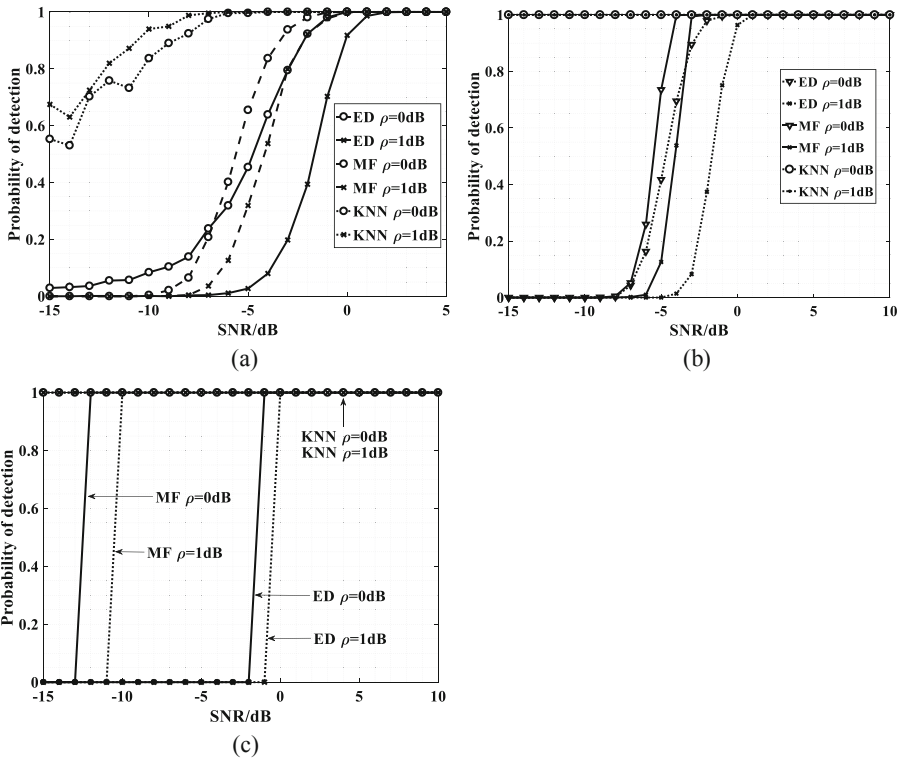 Probability of detection
1
0.8
0.6
0.4
0.2
0
ED ρ=0dB
ED ρ=1dB
MF ρ=0dB
MF ρ=1dB
KNN ρ=0dB
KNN ρ=1dB
-15
-10
-5
0
5
SNR/dB
(a)
Probability of detection
1
0.8
0.6
0.4
0.2
0
ED ρ=0dB
ED ρ=1dB
MF ρ=0dB
MF ρ=1dB
KNN ρ=0dB
KNN ρ=1dB
-15
-10
-5
0
5
10
SNR/dB
(b)
Probability of detection
1
0.8
0.6
0.4
0.2
0
KNN ρ=0dB
KNN ρ=1dB
MF ρ=0dB
MF ρ=1dB
ED ρ=0dB
ED ρ=1dB
-15
-10
-5
0
5
10
SNR/dB
(c)